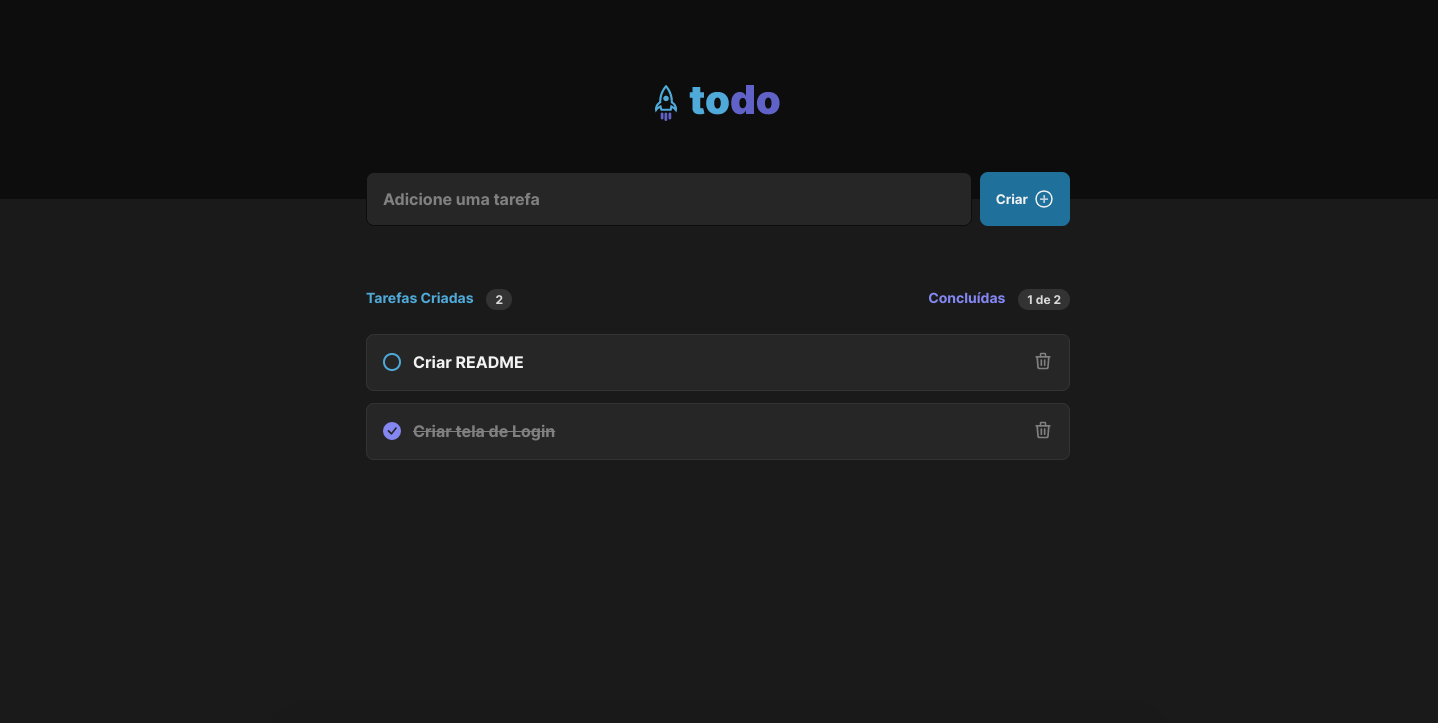 todo
Adicione uma tarefa
Criar
Tarefas Criadas 2
Concluídas 1 de 2
Criar README
Criar tela de Login